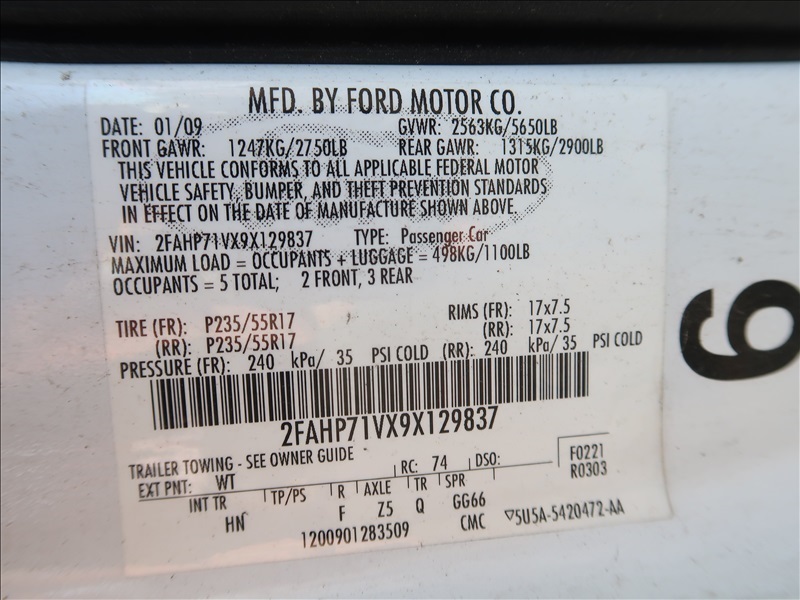 MFD. BY FORD MOTOR CO.
DATE: 01/09 GVWR: 2563KG/5650LB
FRONT GAWR: 1247KG/2750LB REAR GAWR: 1315KG/2900LB
THIS VEHICLE CONFORMS TO ALL APPLICABLE FEDERAL MOTOR
VEHICLE SAFETY, BUMPER, AND THEFT PREVENTION STANDARDS
IN EFFECT ON THE DATE OF MANUFACTURE SHOWN ABOVE.
VIN: 2FAHP71VX9X129837 TYPE: Passenger Car
MAXIMUM LOAD = OCCUPANTS + LUGGAGE = 498KG/1100LB
OCCUPANTS = 5 TOTAL; 2 FRONT, 3 REAR
TIRE (FR): P235/55R17 RIMS (FR): 17x7.5
(RR): P235/55R17 (RR): 17x7.5
PRESSURE (FR): 240 kPa/ 35 PSI COLD (RR): 240 kPa/ 35 PSI COLD
2FAHP71VX9X129837
TRAILER TOWING - SEE OWNER GUIDE F0221
EXT PNT: WT RC: 74 DSO: R0303
INT TR TP/PS R AXLE TR SPR
HN F Z5 Q GG66
1200901283509 CMC ▽5U5A-5420472-AA
9